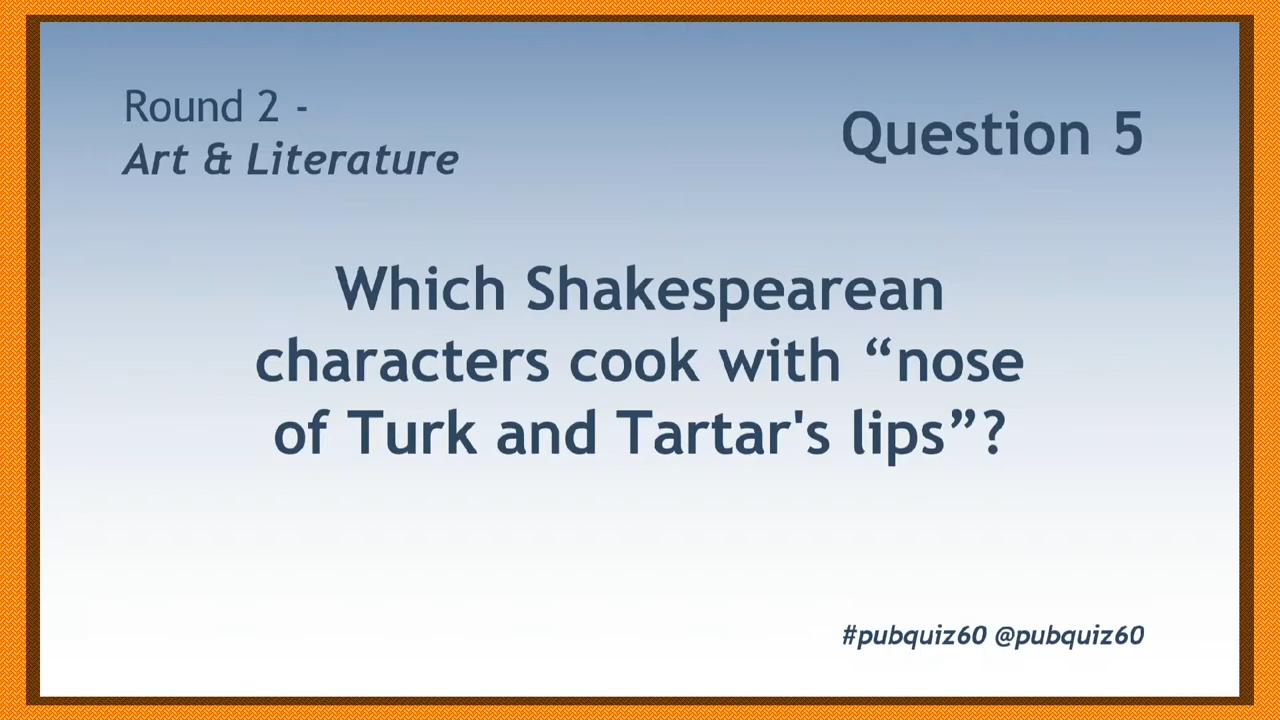 Round 2 -
Art & Literature
Question 5
Which Shakespearean
characters cook with “nose
of Turk and Tartar's lips”?
#pubquiz60 @pubquiz60